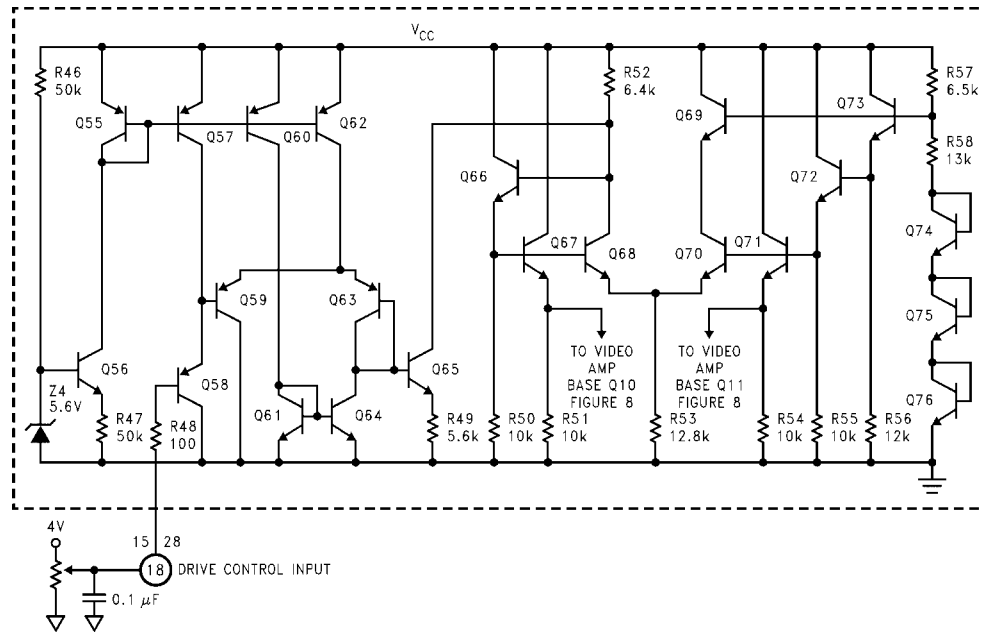 V_CC
R46
50k
Q55
Q57
Q60
Q62
R52
6.4k
Q69
Q73
R57
6.5k
R58
13k
Q66
Q72
Q74
Q67
Q68
Q70
Q71
Q59
Q63
Q75
TO VIDEO
AMP
BASE Q10
FIGURE 8
TO VIDEO
AMP
BASE Q11
FIGURE 8
Z4
5.6V
Q56
Q58
Q65
Q76
R47
50k
R48
100
Q61
Q64
R49
5.6k
R50
10k
R51
10k
R53
12.8k
R54
10k
R55
10k
R56
12k
4V
15 28
18
DRIVE CONTROL INPUT
0.1 μF